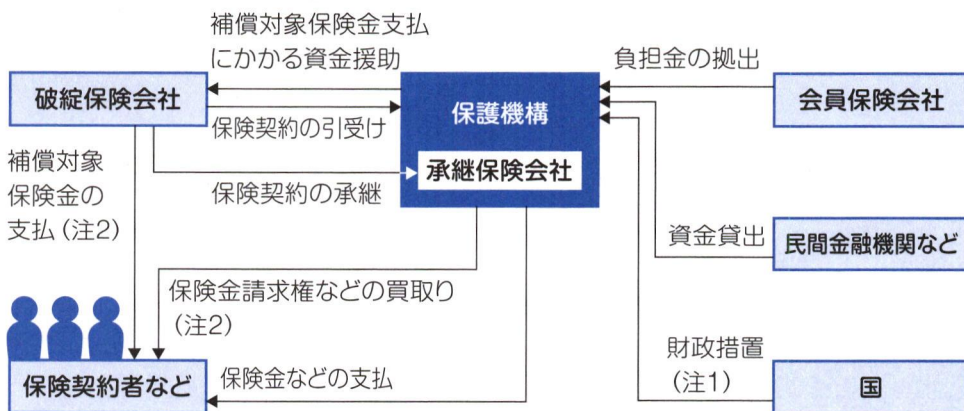 補償対象保険金支払
にかかる資金援助
負担金の拠出
破綻保険会社
保護機構
会員保険会社
保険契約の引受け
補償対象
保険金の
支払（注2）
保険契約の承継
承継保険会社
資金貸出
民間金融機関など
保険金請求権などの買取り
（注2）
財政措置
（注1）
保険契約者など
保険金などの支払
国